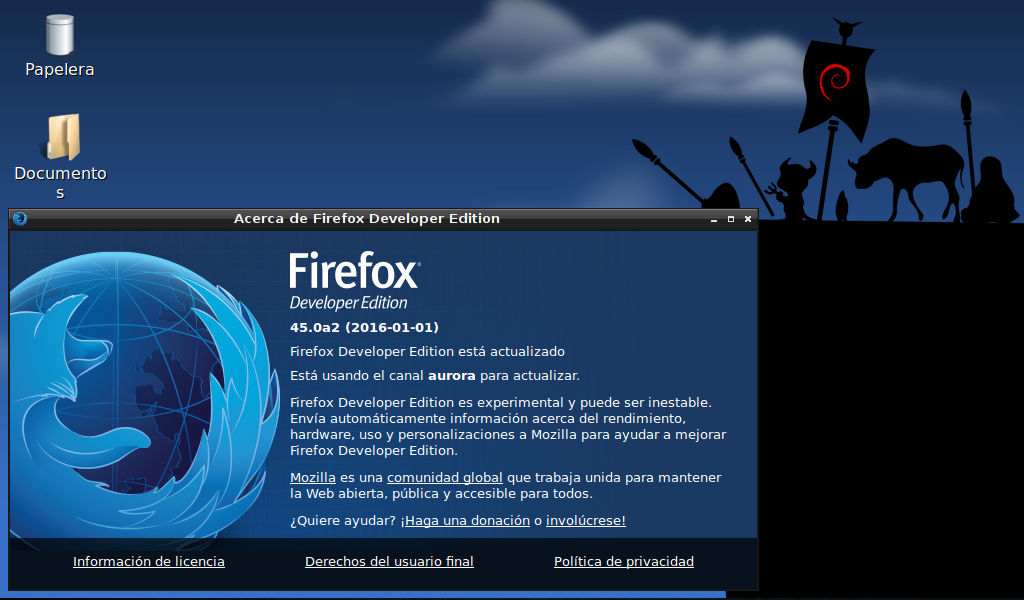 Papelera
Documento
s
Acerca de Firefox Developer Edition
Firefox
Developer Edition
45.0a2 (2016-01-01)
Firefox Developer Edition está actualizado
Está usando el canal aurora para actualizar.
Firefox Developer Edition es experimental y puede ser inestable.
Envía automáticamente información acerca del rendimiento,
hardware, uso y personalizaciones a Mozilla para ayudar a mejorar
Firefox Developer Edition.
Mozilla es una comunidad global que trabaja unida para mantener
la Web abierta, pública y accesible para todos.
¿Quiere ayudar? ¡Haga una donación o involúcrese!
Información de licencia
Derechos del usuario final
Política de privacidad